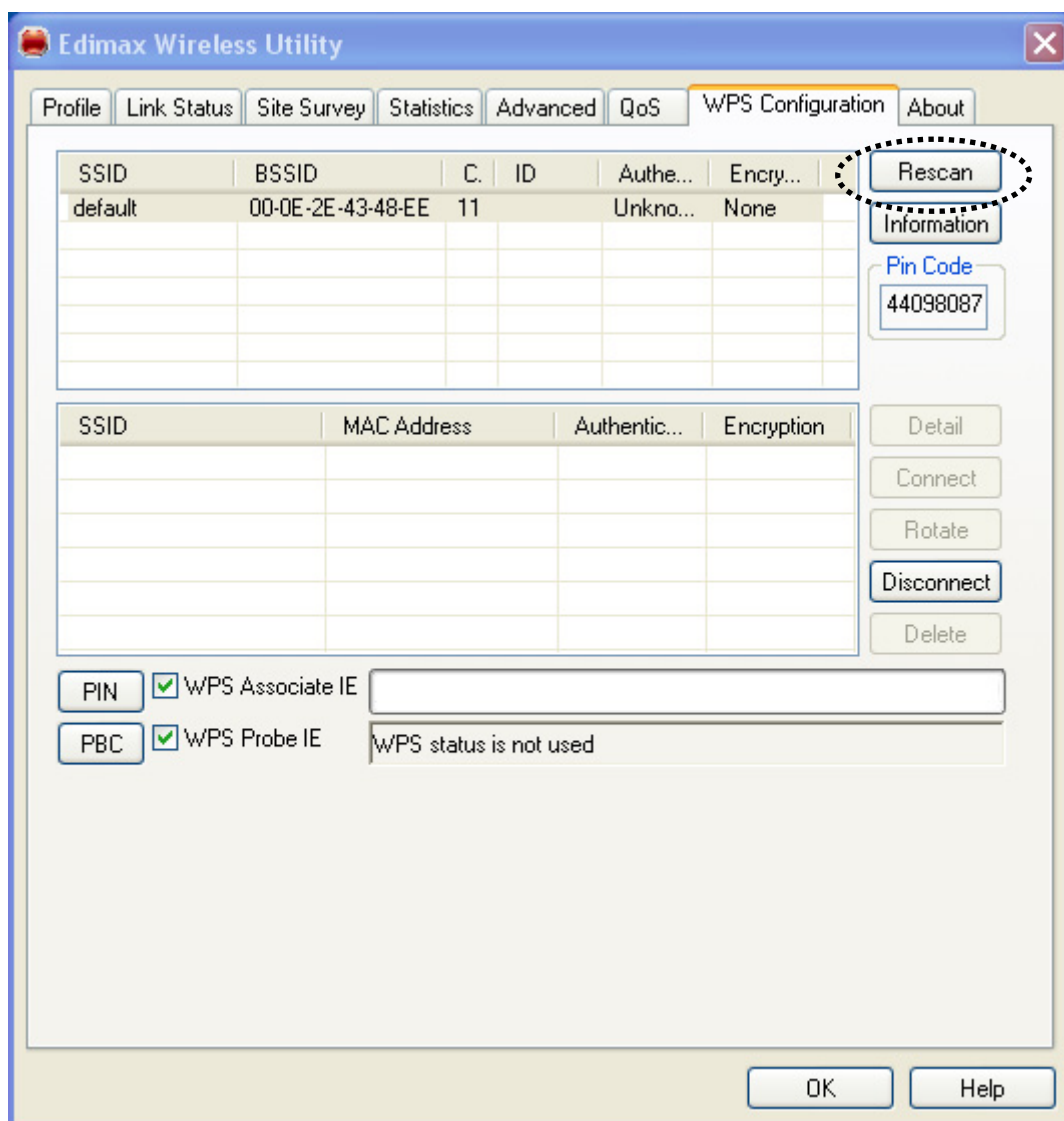 Edimax Wireless Utility
Profile Link Status Site Survey Statistics Advanced QoS WPS Configuration About
SSID BSSID C. ID Authe... Encry... Rescan
default 00-0E-2E-43-48-EE 11 Unkno... None
Information
Pin Code
44098087
SSID MAC Address Authentic... Encryption Detail
Connect
Rotate
Disconnect
Delete
PIN WPS Associate IE
PBC WPS Probe IE WPS status is not used
OK Help